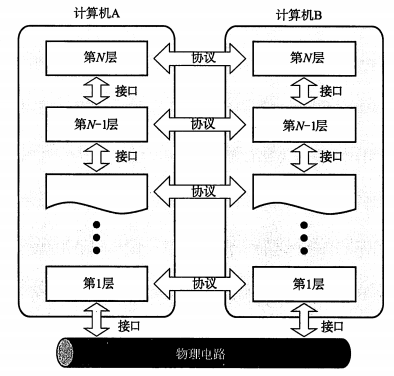 计算机A 计算机B
第N层 协议 第N层
接口 接口
第N-1层 协议 第N-1层
接口 接口
协议
第1层 协议 第1层
接口 接口
物理电路